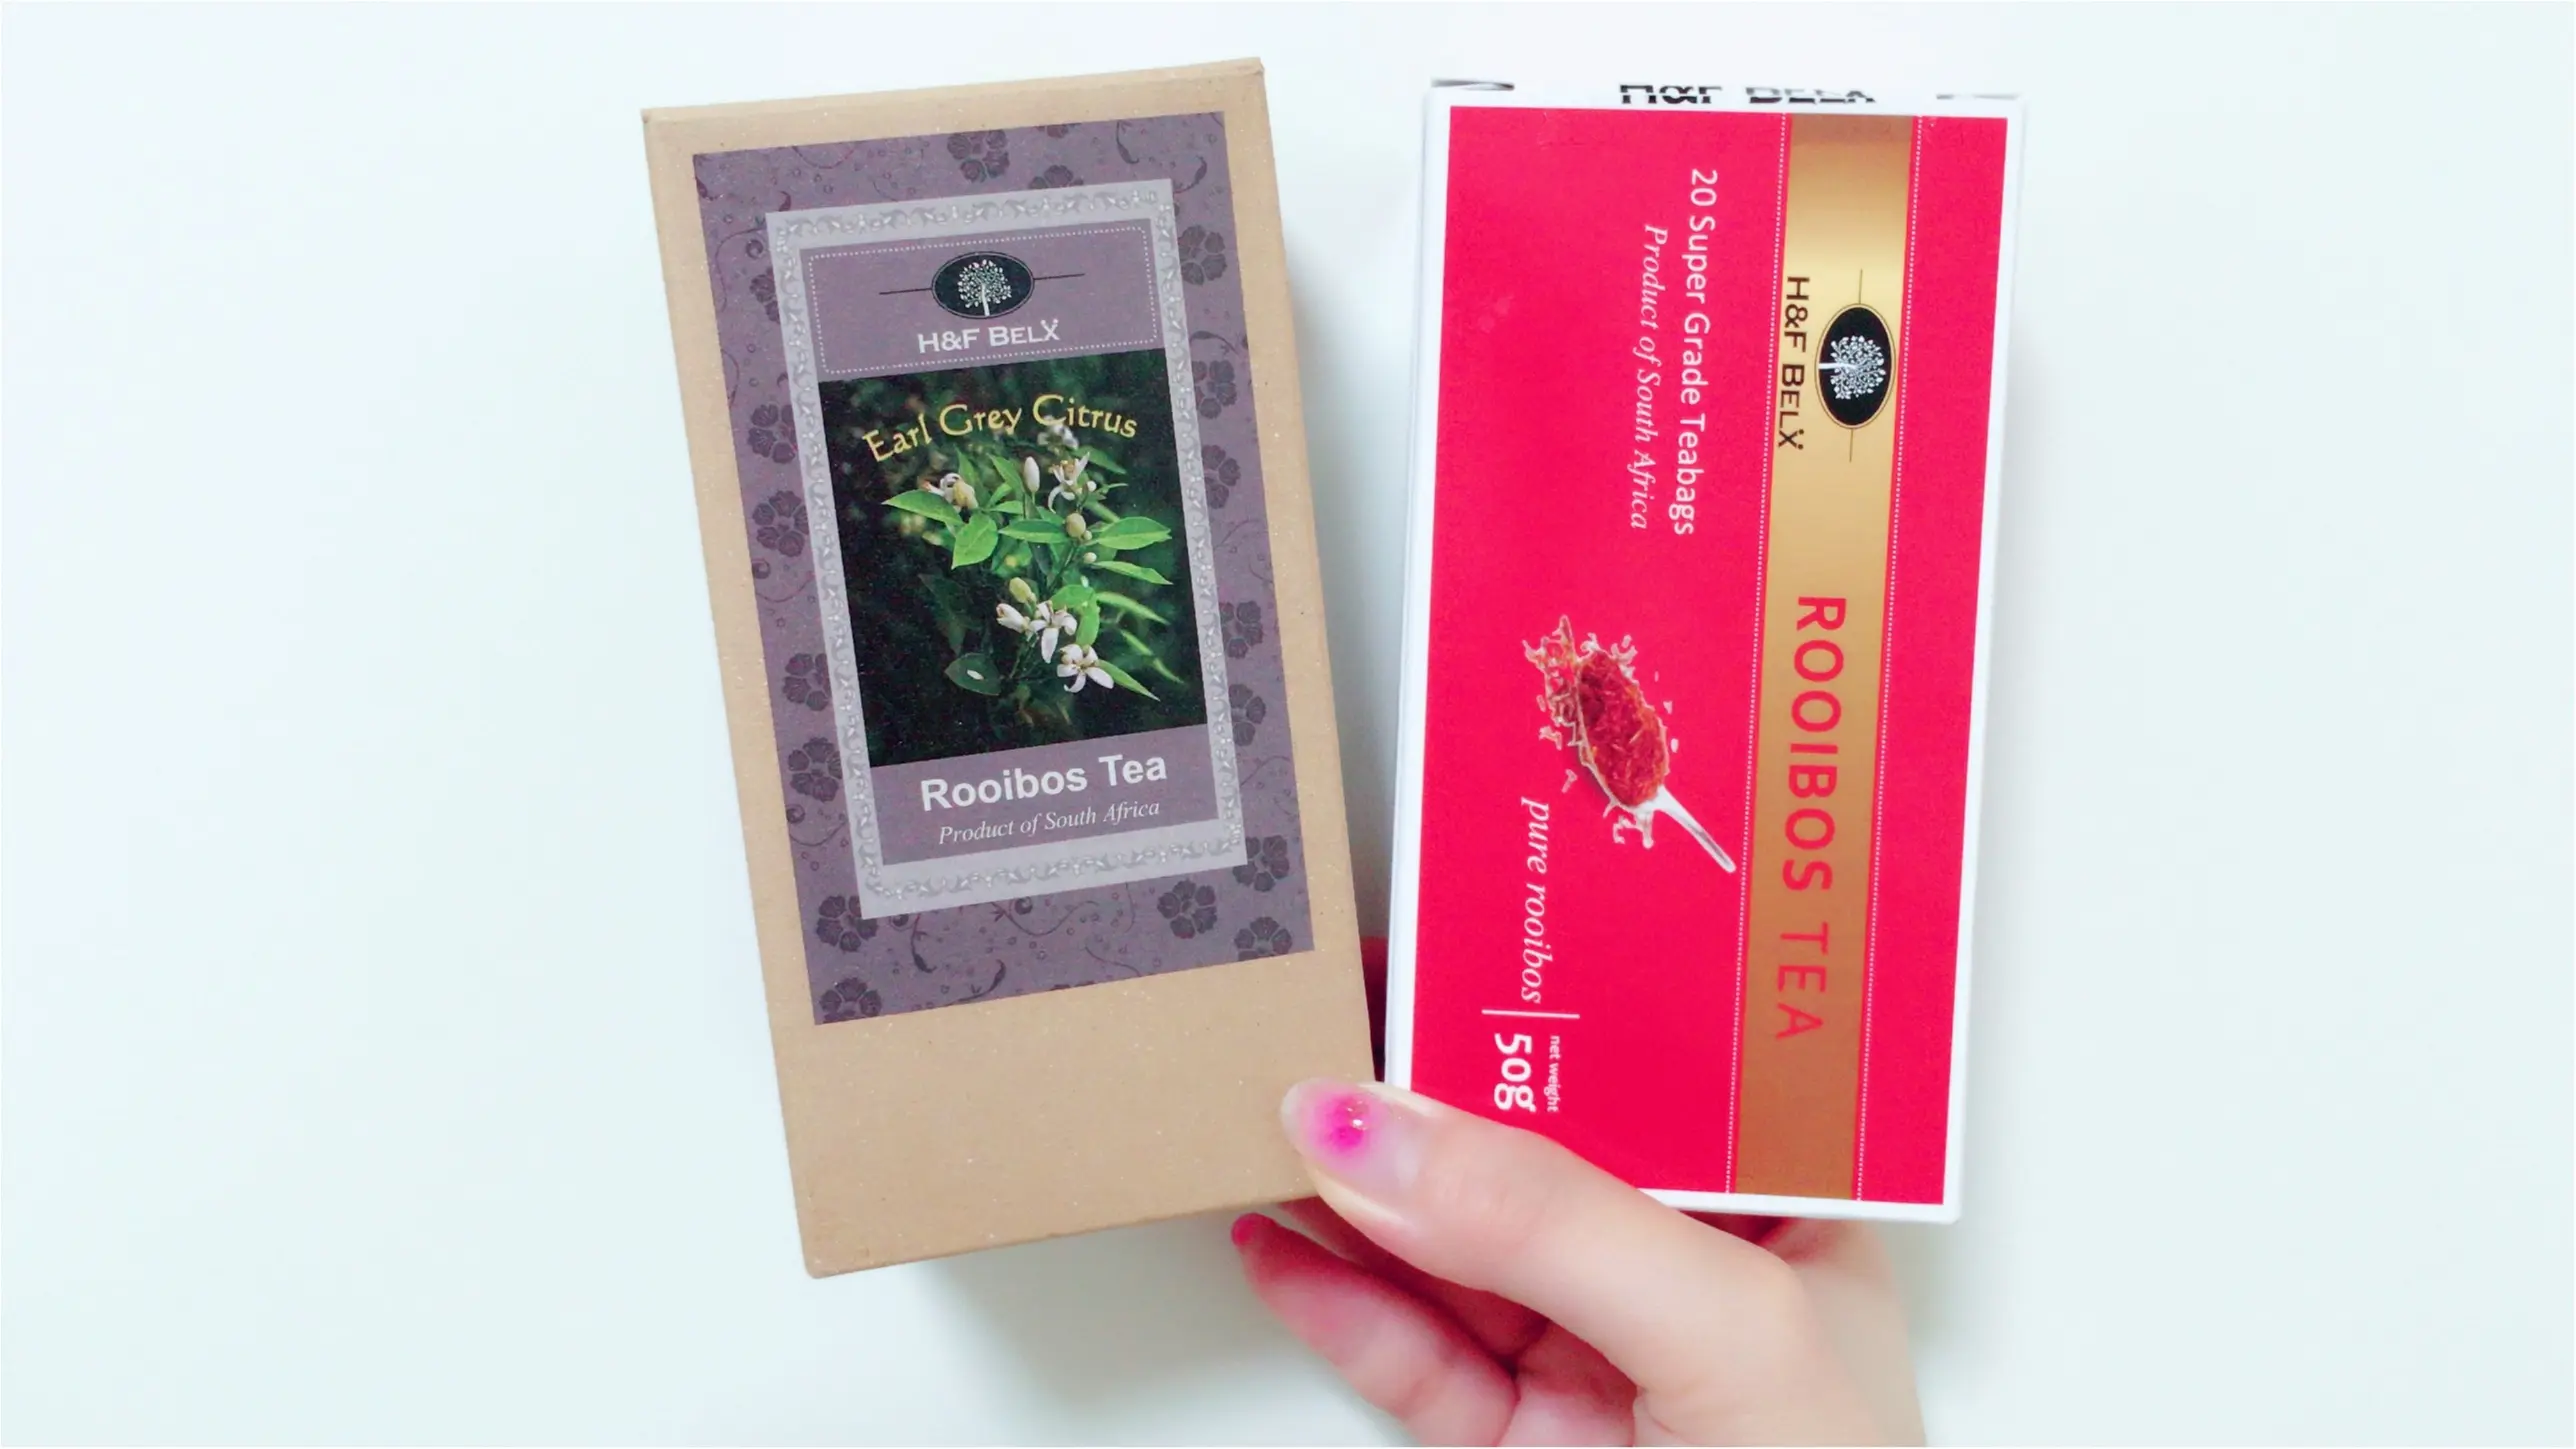 H&F BELX
Earl Grey Citrus
Rooibos Tea
Product of South Africa
H&F BELX
H&F BELX
ROOIBOS TEA
20 Super Grade Teabags
Product of South Africa
pure rooibos
net weight
50g